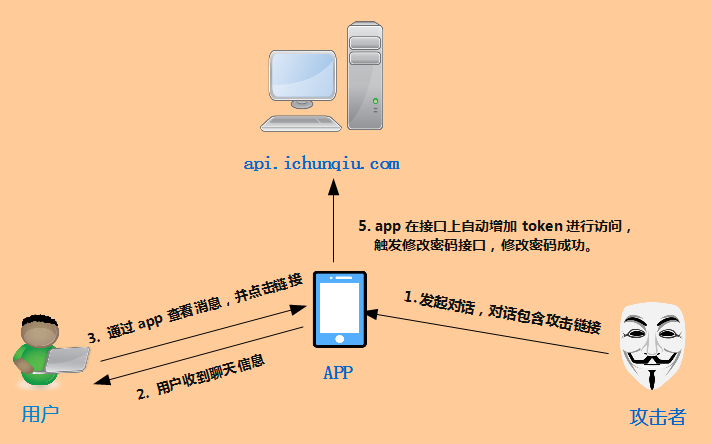 api.ichunqiu.com
5. app 在接口上自动增加 token 进行访问，
触发修改密码接口，修改密码成功。
3. 通过 app 查看消息，并点击链接
1.发起对话，对话包含攻击链接
2. 用户收到聊天信息
APP
用户
攻击者